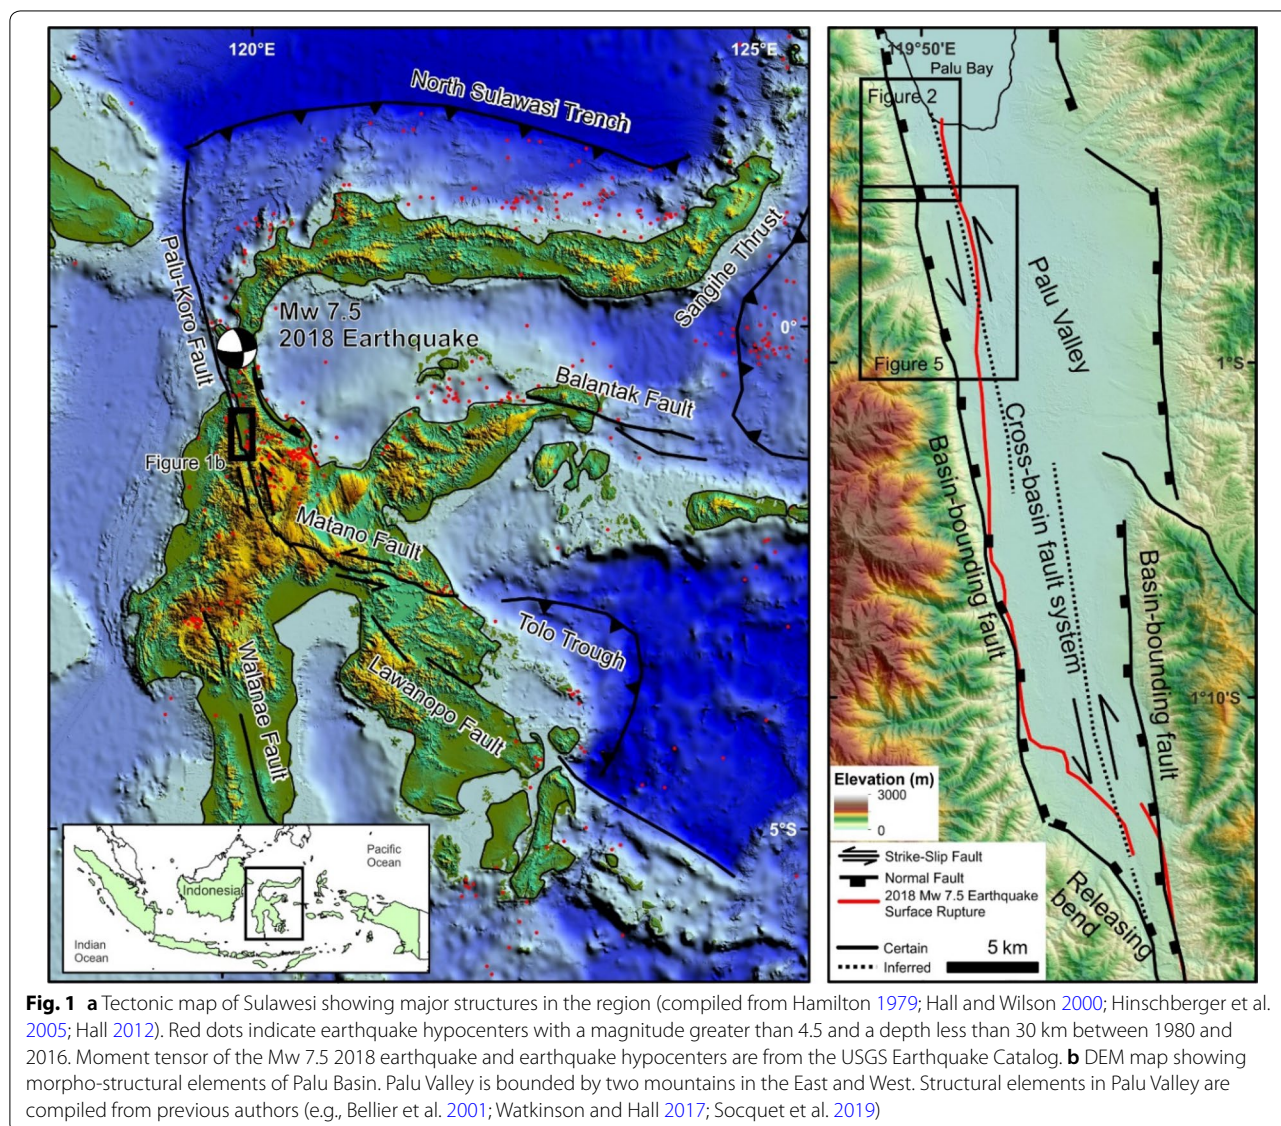 120°E
125°E
North Sulawasi Trench
Palu-Koro Fault
Sangihe Thrust
Mw 7.5
2018 Earthquake
0°
Balantak Fault
Figure 1b
Matano Fault
Tolo Trough
Walanae Fault
Lawanopo Fault
5°S
Pacific
Ocean
Indonesia
Indian
Ocean
119°50'E
Palu Bay
Figure 2
Palu Valley
Figure 5
1°S
Cross-basin fault system
Basin-bounding fault
Basin-bounding fault
1°10'S
Releasing
bend
Elevation (m)
3000
0
Strike-Slip Fault
Normal Fault
2018 Mw 7.5 Earthquake
Surface Rupture
Certain
Inferred
5 km
Fig. 1 a Tectonic map of Sulawesi showing major structures in the region (compiled from Hamilton 1979; Hall and Wilson 2000; Hinschberger et al.
2005; Hall 2012). Red dots indicate earthquake hypocenters with a magnitude greater than 4.5 and a depth less than 30 km between 1980 and
2016. Moment tensor of the Mw 7.5 2018 earthquake and earthquake hypocenters are from the USGS Earthquake Catalog. b DEM map showing
morpho-structural elements of Palu Basin. Palu Valley is bounded by two mountains in the East and West. Structural elements in Palu Valley are
compiled from previous authors (e.g., Bellier et al. 2001; Watkinson and Hall 2017; Socquet et al. 2019)